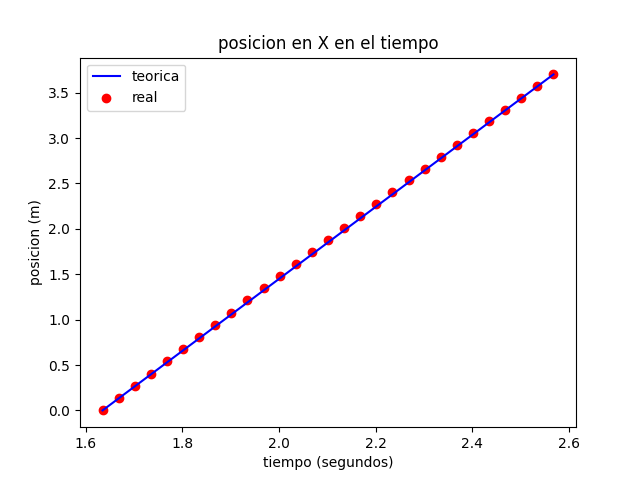 posicion en X en el tiempo
teorica
real
posicion (m)
3.5
3.0
2.5
2.0
1.5
1.0
0.5
0.0
1.6
1.8
2.0
2.2
2.4
2.6
tiempo (segundos)